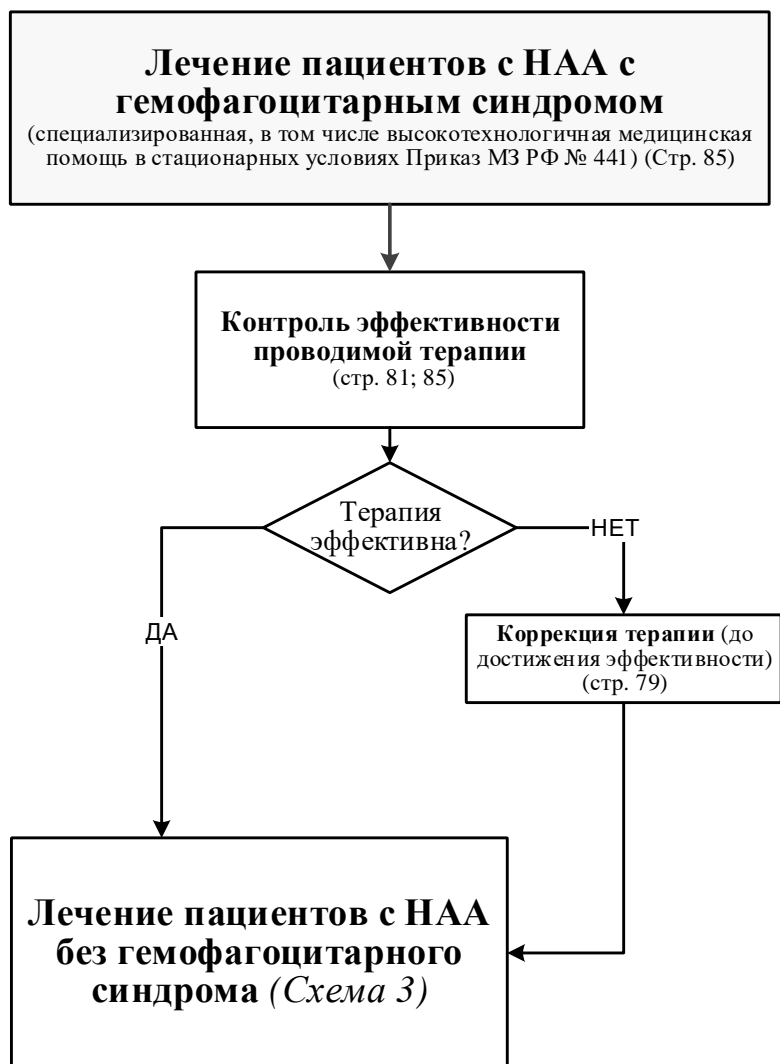 Лечение пациентов с НАА с
гемофагоцитарным синдромом
(специализированная, в том числе высокотехнологичная медицинская
помощь в стационарных условиях Приказ МЗ РФ № 441) (Стр. 85)
Контроль эффективности
проводимой терапии
(стр. 81; 85)
Терапия
эффективна?
НЕТ
ДА
Коррекция терапии (до
достижения эффективности)
(стр. 79)
Лечение пациентов с НАА
без гемофагоцитарного
синдрома (Схема 3)